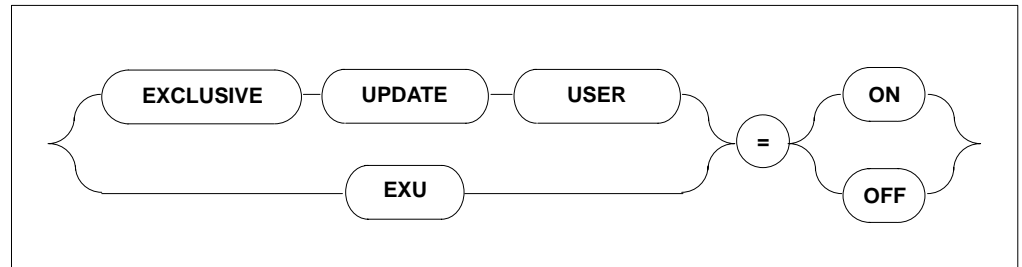 EXCLUSIVE UPDATE USER ON
=
EXU OFF